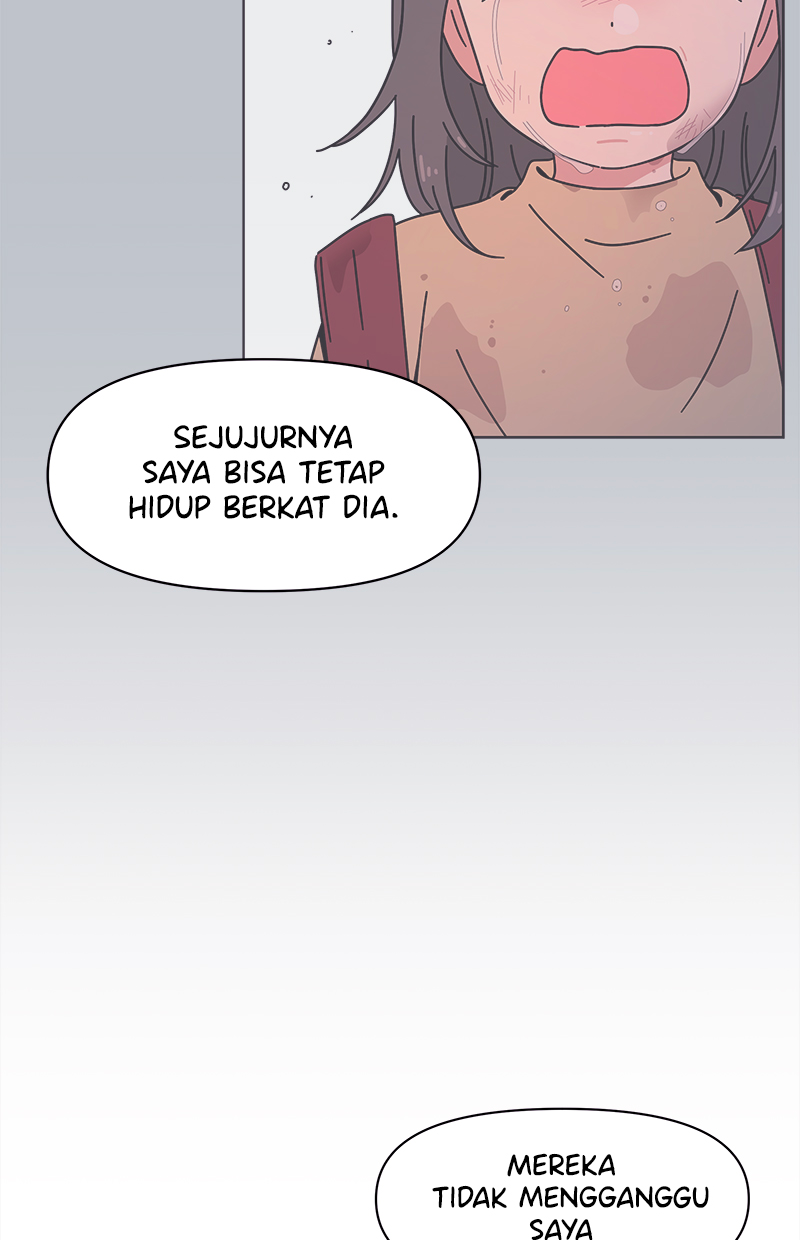 SEJUJURNYA
SAYA BISA TETAP
HIDUP BERKAT DIA.
MEREKA
TIDAK MENGGANGGU
SAYA